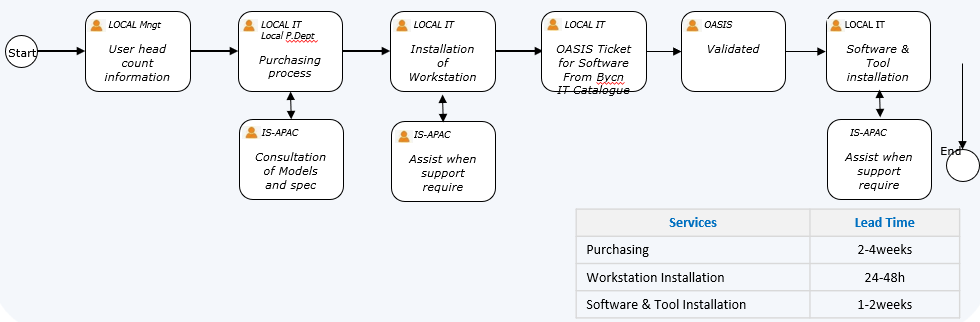 Start
LOCAL Mngt
User head
count
information
LOCAL IT
Local P.Dept
Purchasing
process
LOCAL IT
Installation
of
Workstation
LOCAL IT
OASIS Ticket
for Software
From Bycn
IT Catalogue
OASIS
Validated
LOCAL IT
Software &
Tool
installation
IS-APAC
Consultation
of Models
and spec
IS-APAC
Assist when
support
require
IS-APAC
Assist when
support
require
End
Services Lead Time
Purchasing 2-4weeks
Workstation Installation 24-48h
Software & Tool Installation 1-2weeks